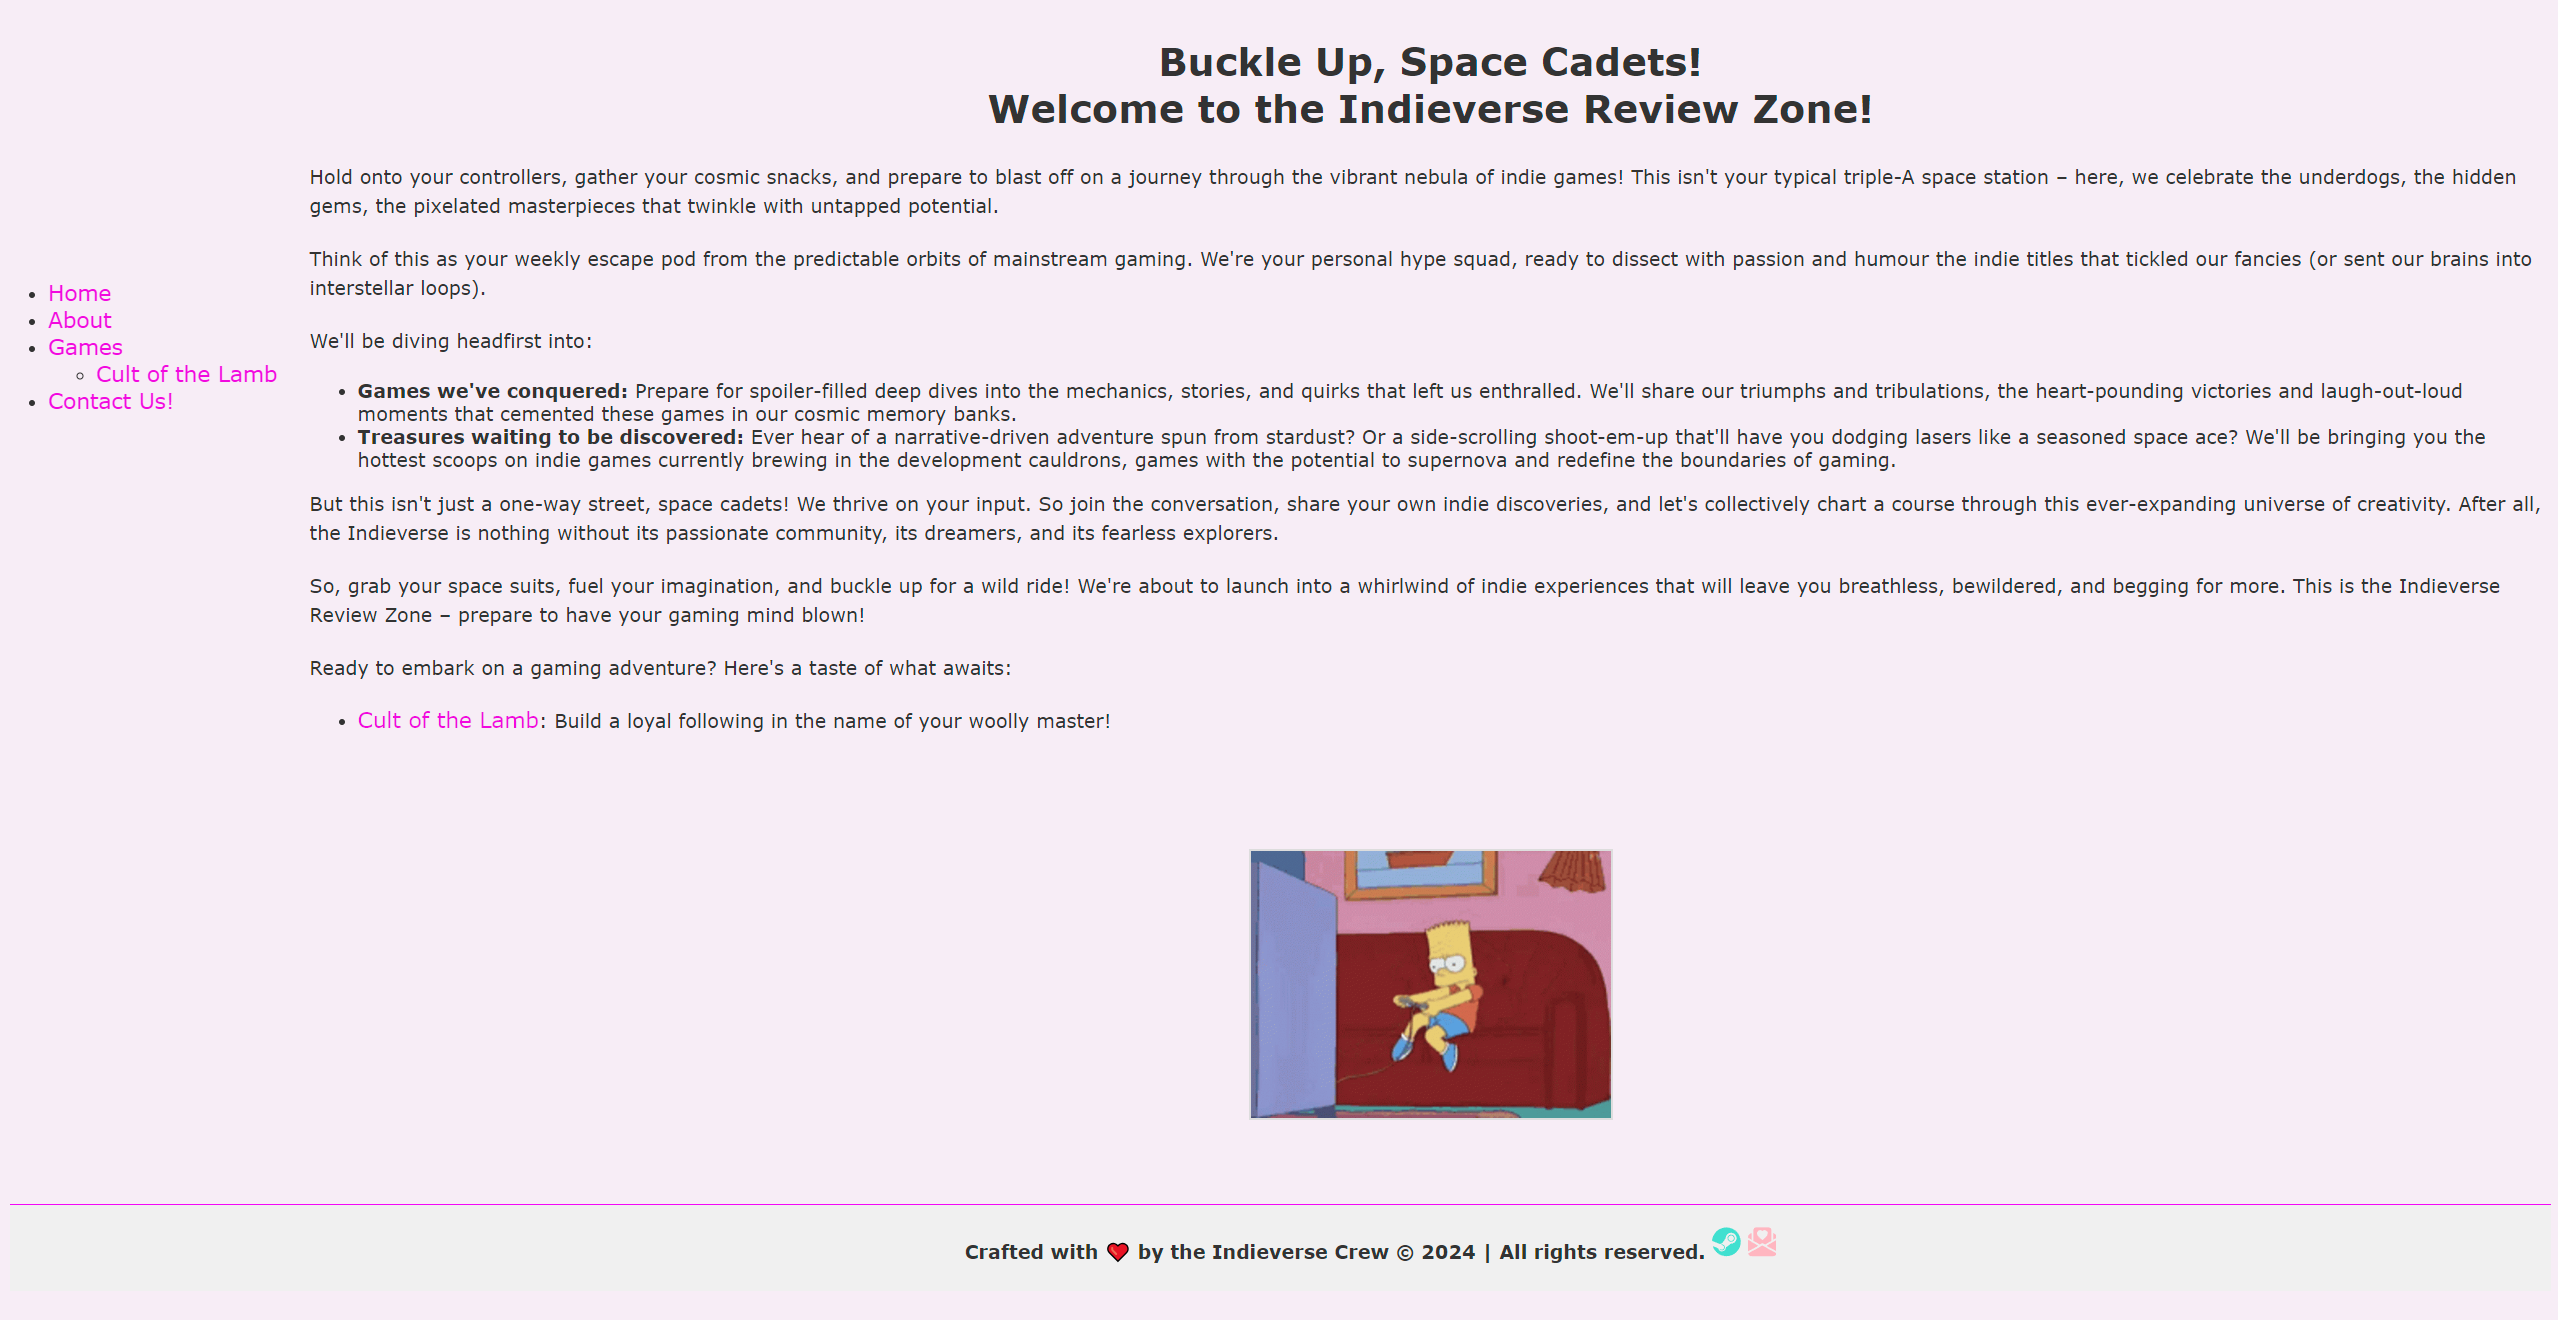 Buckle Up, Space Cadets!
Welcome to the Indieverse Review Zone!
Hold onto your controllers, gather your cosmic snacks, and prepare to blast off on a journey through the vibrant nebula of indie games! This isn't your typical triple-A space station – here, we celebrate the underdogs, the hidden
gems, the pixelated masterpieces that twinkle with untapped potential.
Think of this as your weekly escape pod from the predictable orbits of mainstream gaming. We're your personal hype squad, ready to dissect with passion and humour the indie titles that tickled our fancies (or sent our brains into
interstellar loops).
Home
About
Games
Cult of the Lamb
Contact Us!
We'll be diving headfirst into:
Games we've conquered: Prepare for spoiler-filled deep dives into the mechanics, stories, and quirks that left us enthralled. We'll share our triumphs and tribulations, the heart-pounding victories and laugh-out-loud
moments that cemented these games in our cosmic memory banks.
Treasures waiting to be discovered: Ever hear of a narrative-driven adventure spun from stardust? Or a side-scrolling shoot-em-up that'll have you dodging lasers like a seasoned space ace? We'll be bringing you the
hottest scoops on indie games currently brewing in the development cauldrons, games with the potential to supernova and redefine the boundaries of gaming.
But this isn't just a one-way street, space cadets! We thrive on your input. So join the conversation, share your own indie discoveries, and let's collectively chart a course through this ever-expanding universe of creativity. After all,
the Indieverse is nothing without its passionate community, its dreamers, and its fearless explorers.
So, grab your space suits, fuel your imagination, and buckle up for a wild ride! We're about to launch into a whirlwind of indie experiences that will leave you breathless, bewildered, and begging for more. This is the Indieverse
Review Zone – prepare to have your gaming mind blown!
Ready to embark on a gaming adventure? Here's a taste of what awaits:
Cult of the Lamb: Build a loyal following in the name of your woolly master!
Crafted with ❤️ by the Indieverse Crew © 2024 | All rights reserved.